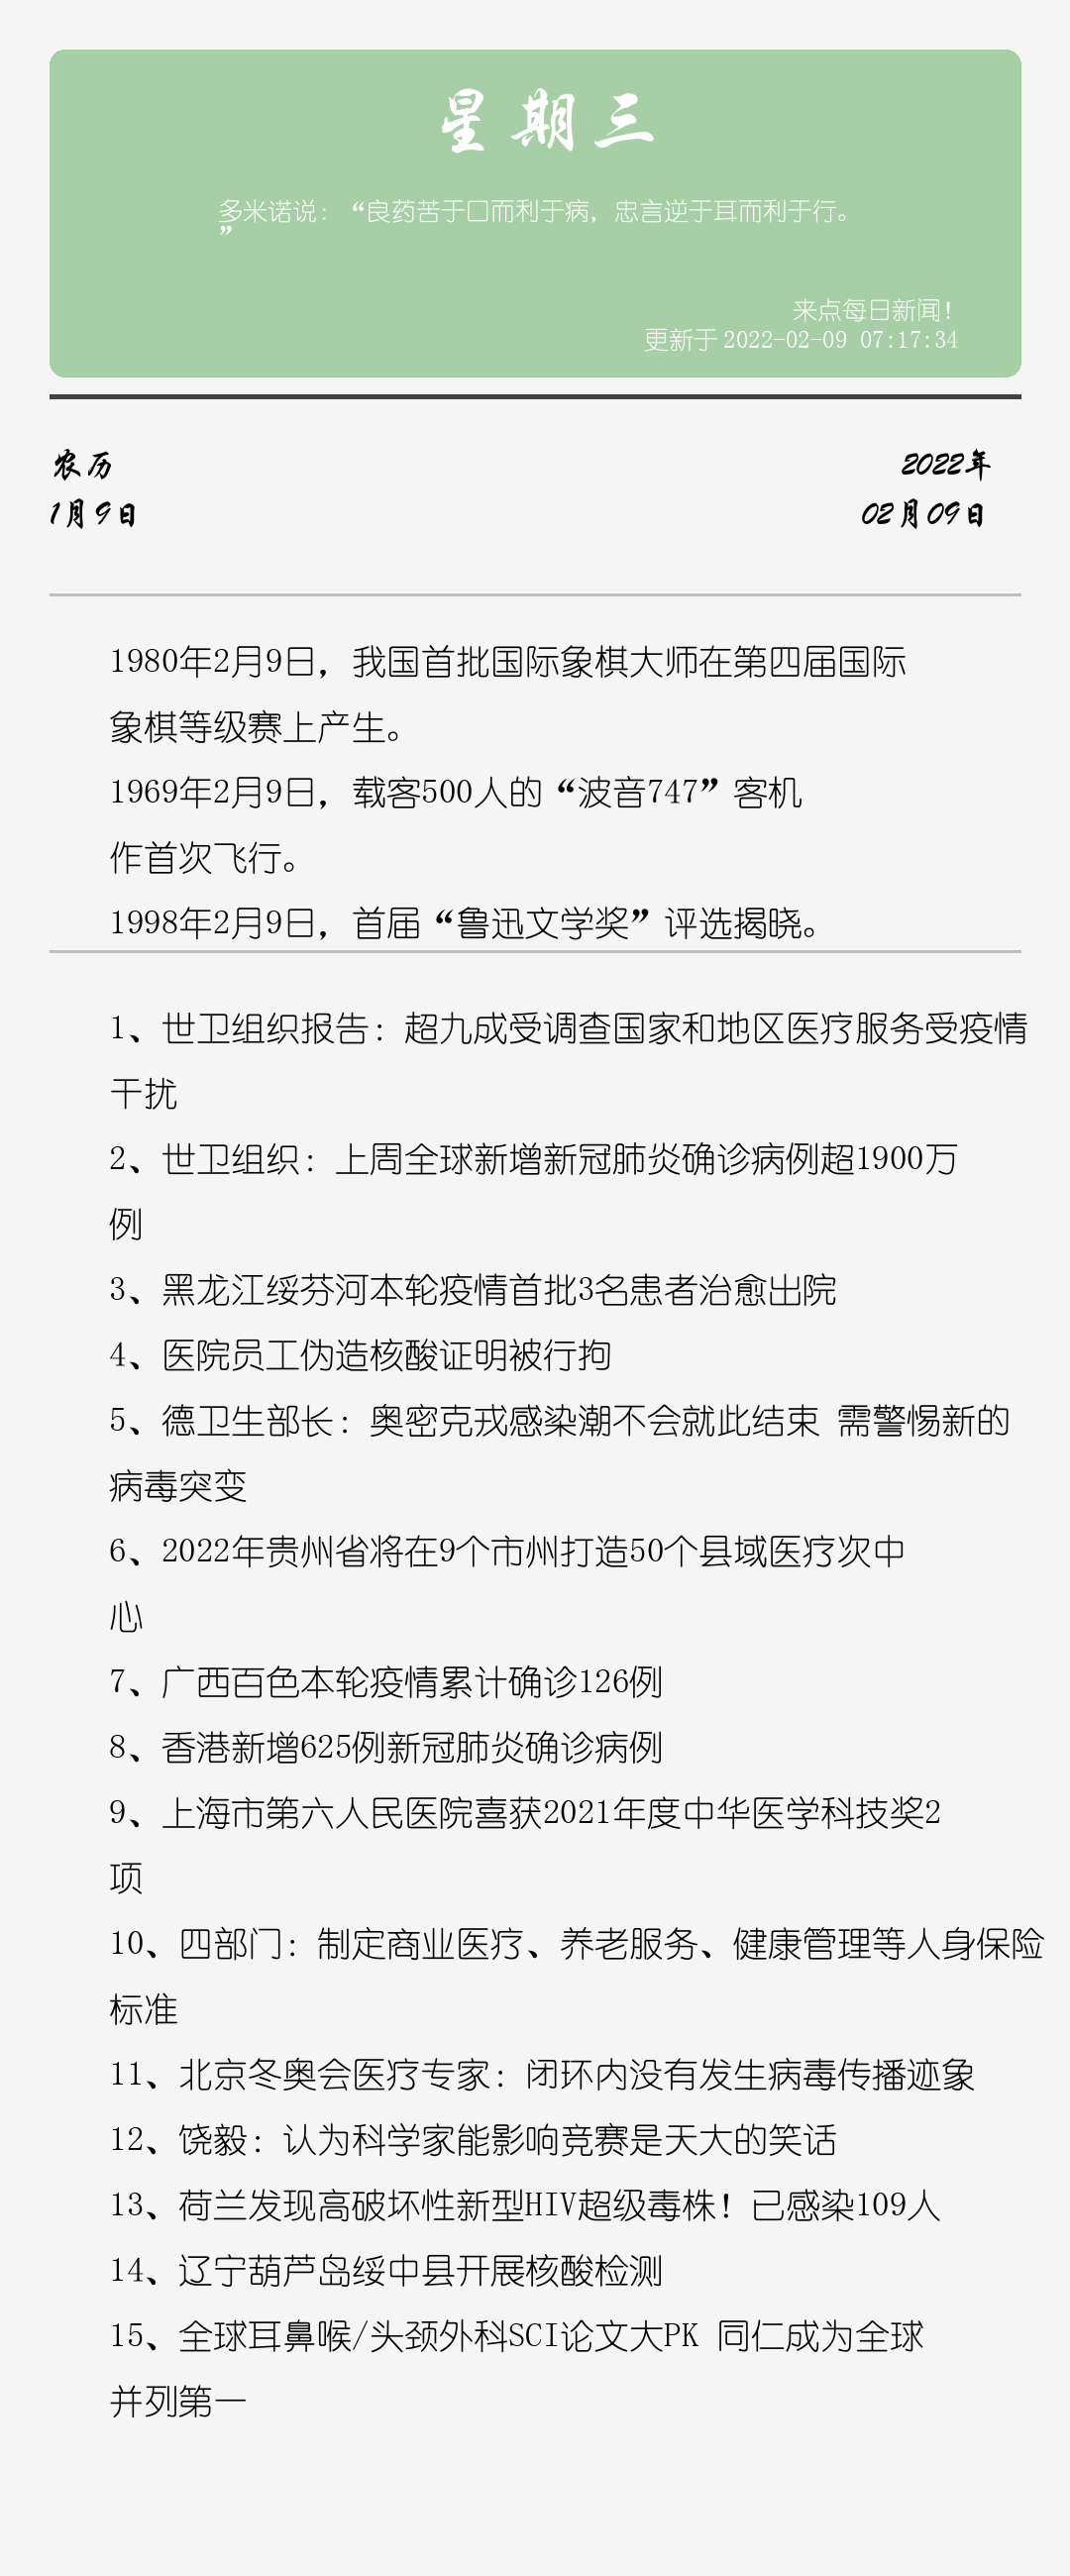 星期三
多米诺说：“良药苦于口而利于病，忠言逆于耳而利于行。
”
来点每日新闻！
更新于 2022-02-09 07:17:34
农历
2022年
1月9日
02月09日
1980年2月9日，我国首批国际象棋大师在第四届国际
象棋等级赛上产生。
1969年2月9日，载客500人的“波音747”客机
作首次飞行。
1998年2月9日，首届“鲁迅文学奖”评选揭晓。
1、世卫组织报告：超九成受调查国家和地区医疗服务受疫情
干扰
2、世卫组织：上周全球新增新冠肺炎确诊病例超1900万
例
3、黑龙江绥芬河本轮疫情首批3名患者治愈出院
4、医院员工伪造核酸证明被行拘
5、德卫生部长：奥密克戎感染潮不会就此结束 需警惕新的
病毒突变
6、2022年贵州省将在9个市州打造50个县域医疗次中
心
7、广西百色本轮疫情累计确诊126例
8、香港新增625例新冠肺炎确诊病例
9、上海市第六人民医院喜获2021年度中华医学科技奖2
项
10、四部门：制定商业医疗、养老服务、健康管理等人身保险
标准
11、北京冬奥会医疗专家：闭环内没有发生病毒传播迹象
12、饶毅：认为科学家能影响竞赛是天大的笑话
13、荷兰发现高破坏性新型HIV超级毒株！已感染109人
14、辽宁葫芦岛绥中县开展核酸检测
15、全球耳鼻喉/头颈外科SCI论文大PK 同仁成为全球
并列第一